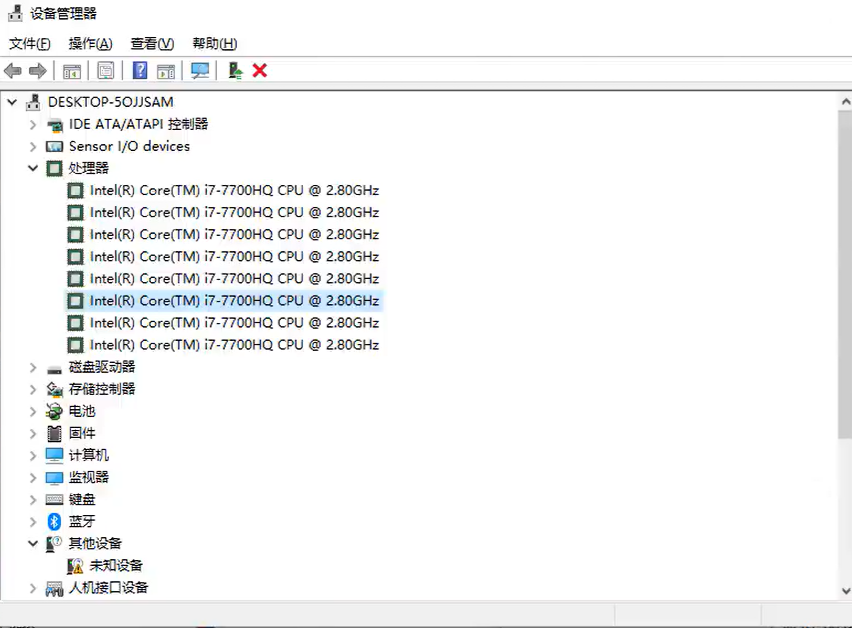 设备管理器
文件(F) 操作(A) 查看(V) 帮助(H)
DESKTOP-5OJJSAM
IDE ATA/ATAPI 控制器
Sensor I/O devices
处理器
Intel(R) Core(TM) i7-7700HQ CPU @ 2.80GHz
Intel(R) Core(TM) i7-7700HQ CPU @ 2.80GHz
Intel(R) Core(TM) i7-7700HQ CPU @ 2.80GHz
Intel(R) Core(TM) i7-7700HQ CPU @ 2.80GHz
Intel(R) Core(TM) i7-7700HQ CPU @ 2.80GHz
Intel(R) Core(TM) i7-7700HQ CPU @ 2.80GHz
Intel(R) Core(TM) i7-7700HQ CPU @ 2.80GHz
Intel(R) Core(TM) i7-7700HQ CPU @ 2.80GHz
磁盘驱动器
存储控制器
电池
固件
计算机
监视器
键盘
蓝牙
其他设备
未知设备
人机接口设备